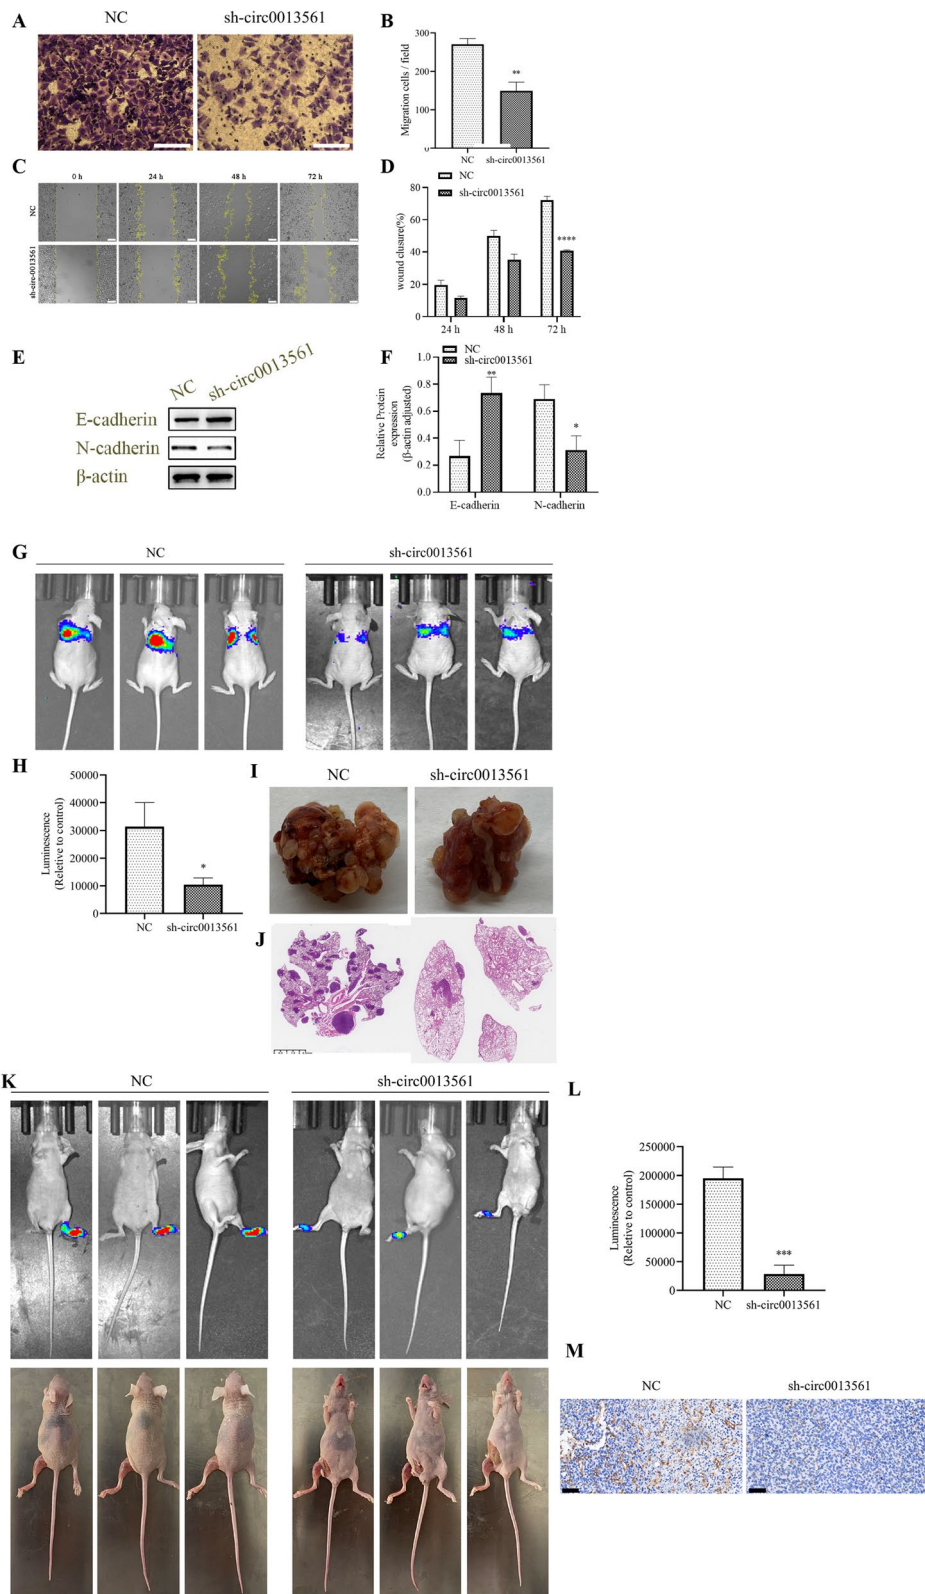 A
NC
sh-circ0013561
B
Migration cells / field
300
200
100
0
**
NC
sh-circ0013561
C
0 h
24 h
48 h
72 h
NC
sh-circ-0013561
D
NC
sh-circ0013561
wound clusure(%)
80
60
40
20
0
****
24 h
48 h
72 h
E
NC
sh-circ0013561
E-cadherin
N-cadherin
β-actin
F
NC
sh-circ0013561
Relative Protein
expression
(β-actin adjusted)
1.0
0.8
0.6
0.4
0.2
0.0
**
*
E-cadherin
N-cadherin
G
NC
sh-circ0013561
H
Luminescence
(Reletive to control)
50000
40000
30000
20000
10000
0
*
NC
sh-circ0013561
I
NC
sh-circ0013561
J
K
NC
sh-circ0013561
L
Luminescence
(Reletive to control)
250000
200000
150000
100000
50000
0
***
NC
sh-circ0013561
M
NC
sh-circ0013561